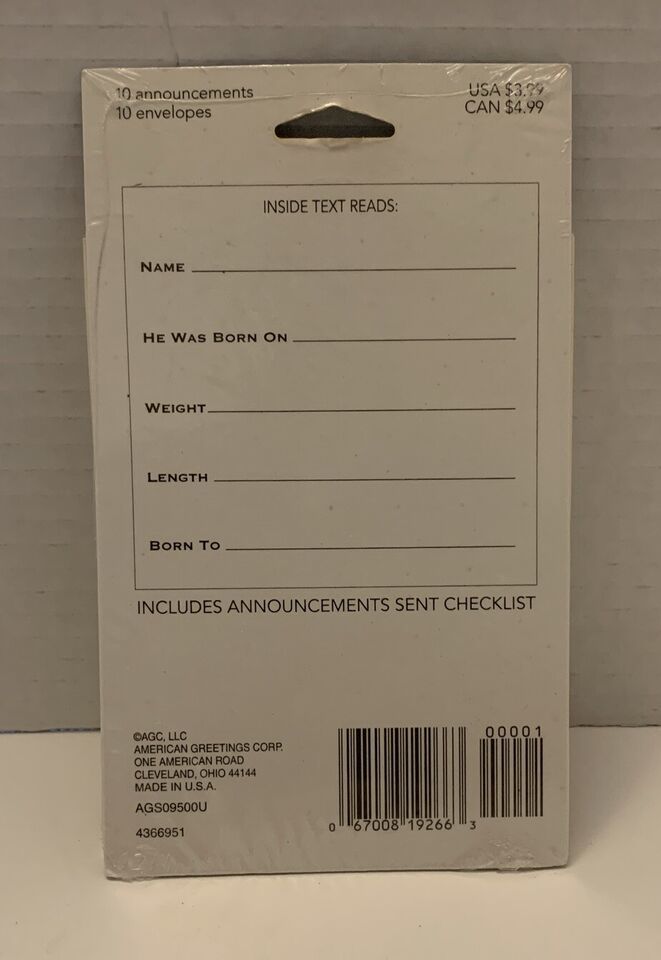 10 announcements
10 envelopes
USA $3.99
CAN $4.99
INSIDE TEXT READS:
NAME
HE WAS BORN ON
WEIGHT
LENGTH
BORN TO
INCLUDES ANNOUNCEMENTS SENT CHECKLIST
©AGC, LLC
AMERICAN GREETINGS CORP.
ONE AMERICAN ROAD
CLEVELAND, OHIO 44144
MADE IN U.S.A.
AGS09500U
4366951
00001
0 67008 19266 3